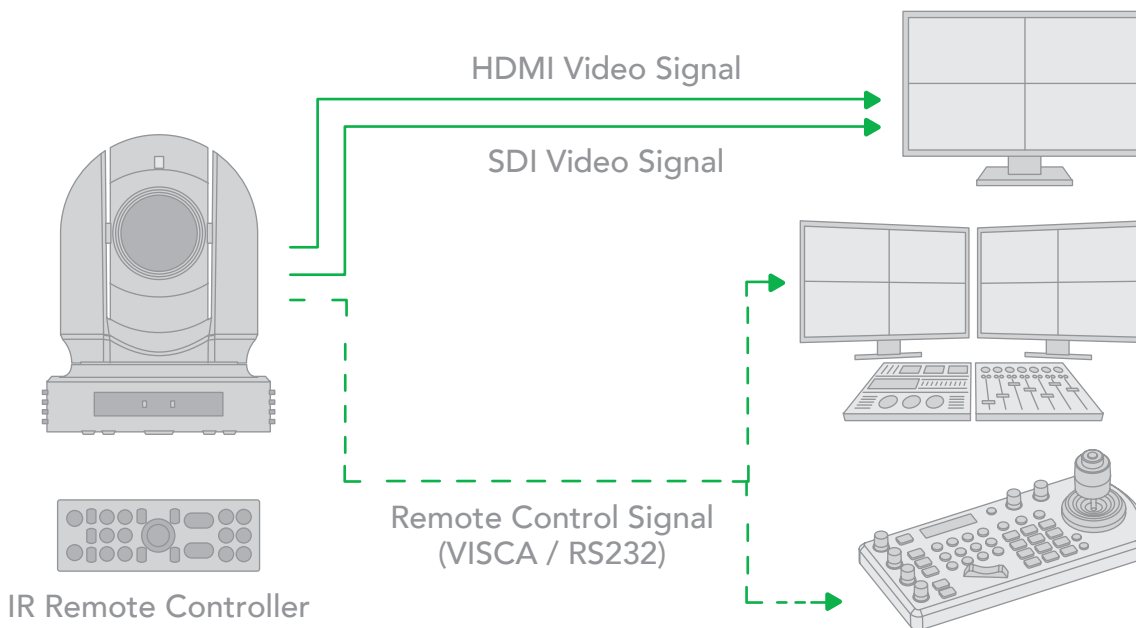 HDMI Video Signal
SDI Video Signal
Remote Control Signal
(VISCA / RS232)
IR Remote Controller